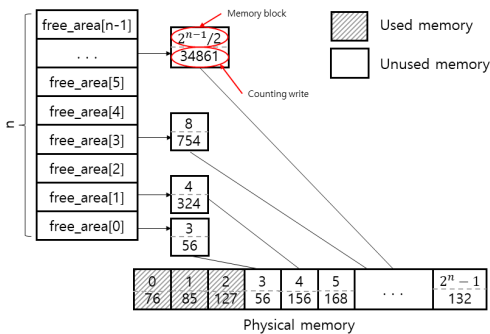 free_area[n-1]
. . .
free_area[5]
free_area[4]
free_area[3]
free_area[2]
free_area[1]
free_area[0]
n
Memory block
2ⁿ⁻¹/2
34861
Counting write
8
754
4
324
3
56
Used memory
Unused memory
0 1 2 3 4 5 . . . 2ⁿ − 1
76 85 127 56 156 168 132
Physical memory